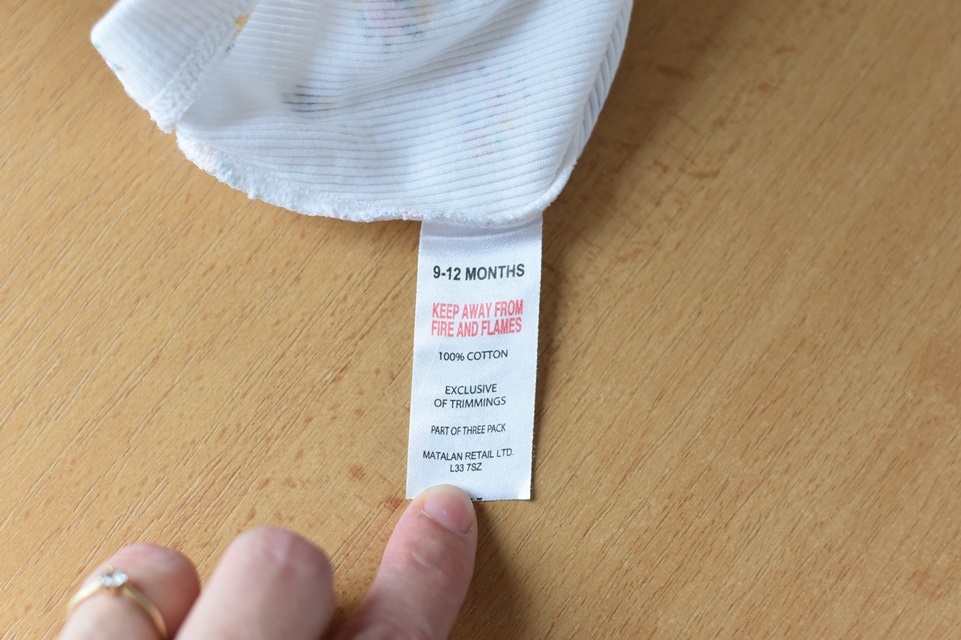 9-12 MONTHS
KEEP AWAY FROM
FIRE AND FLAMES
100% COTTON
EXCLUSIVE
OF TRIMMINGS
PART OF THREE PACK
MATALAN RETAIL LTD.
L33 7SZ